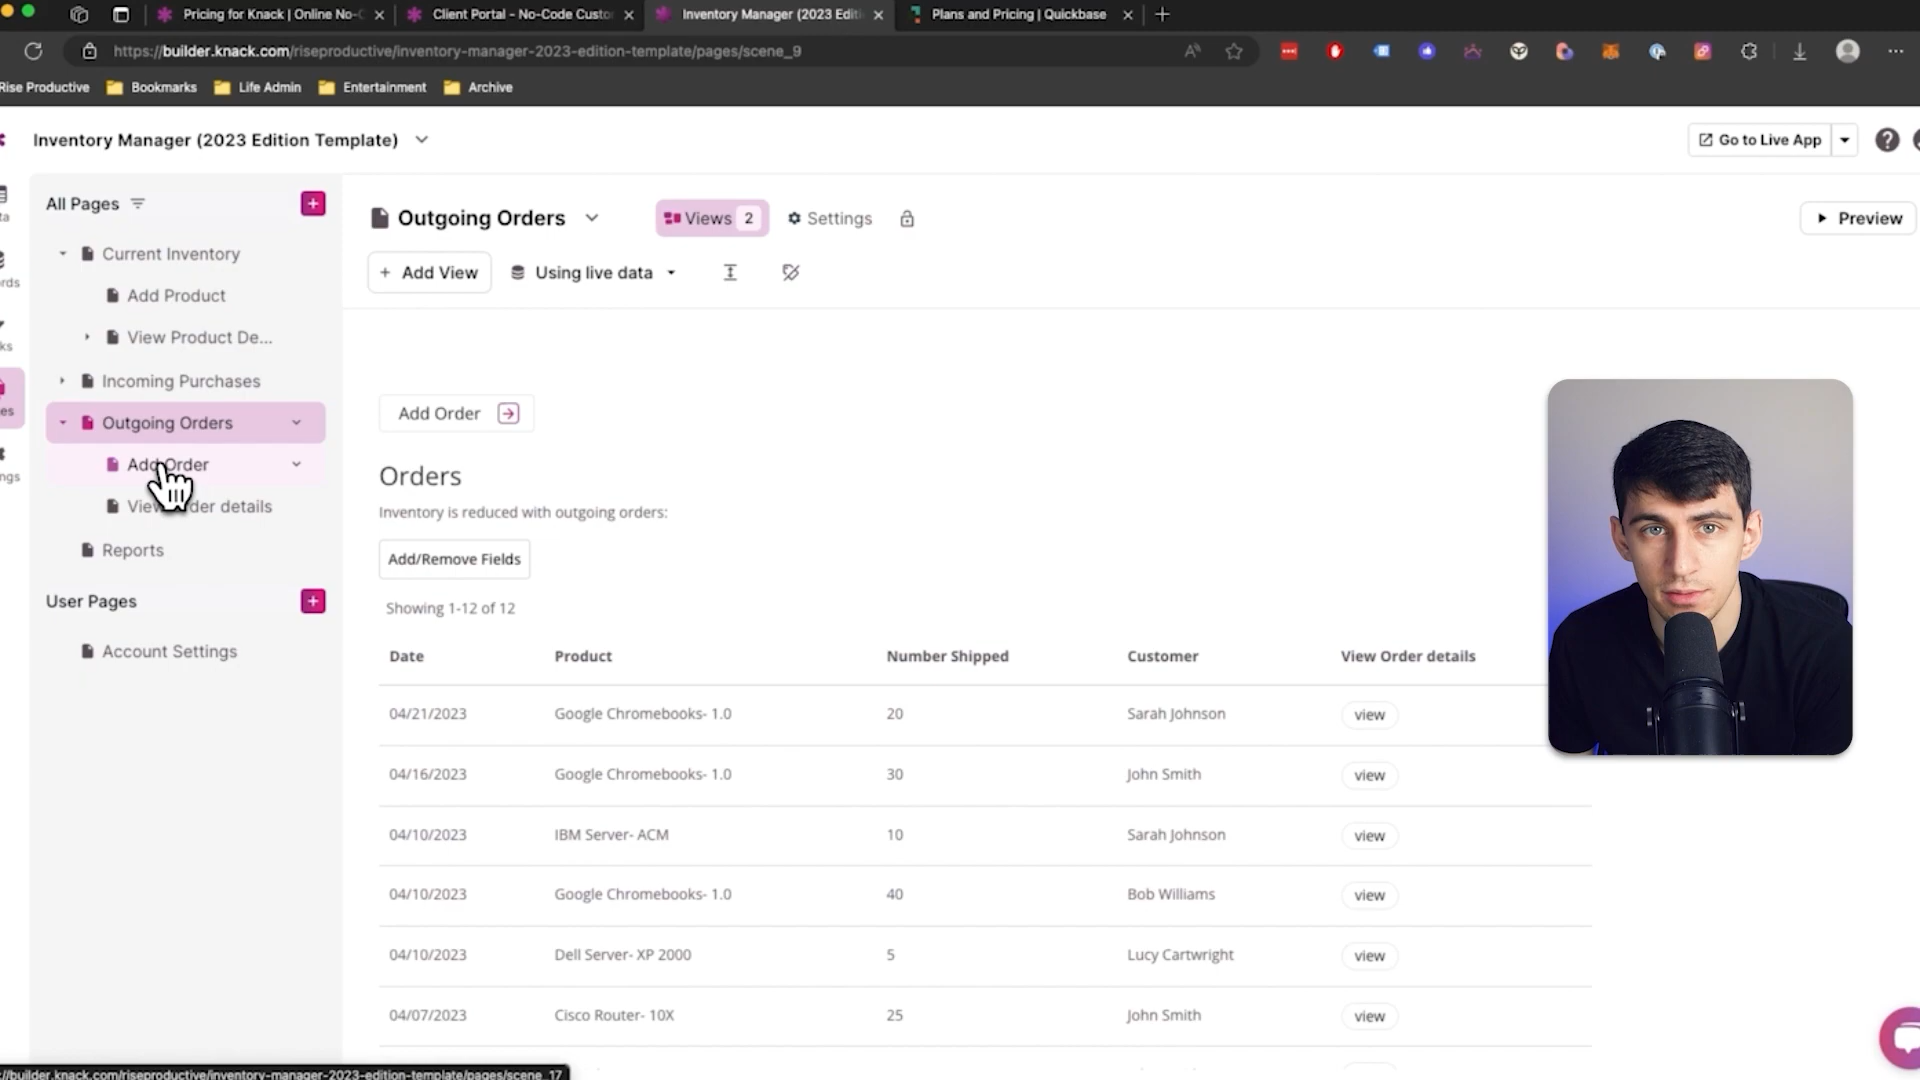 Pricing for Knack | Online No-C
Client Portal - No-Code Custo
Inventory Manager (2023 Editi
Plans and Pricing | Quickbase
https://builder.knack.com/riseproductive/inventory-manager-2023-edition-template/pages/scene_9
Rise Productive
Bookmarks
Life Admin
Entertainment
Archive
Inventory Manager (2023 Edition Template)
Go to Live App
All Pages
Current Inventory
Add Product
View Product De...
Incoming Purchases
Outgoing Orders
Add Order
View der details
Reports
User Pages
Account Settings
ta
rds
ks
es
ngs
Outgoing Orders
Views 2
Settings
Preview
+ Add View
Using live data
Add Order
Orders
Inventory is reduced with outgoing orders:
Add/Remove Fields
Showing 1-12 of 12
Date Product Number Shipped Customer View Order details
04/21/2023 Google Chromebooks- 1.0 20 Sarah Johnson view
04/16/2023 Google Chromebooks- 1.0 30 John Smith view
04/10/2023 IBM Server- ACM 10 Sarah Johnson view
04/10/2023 Google Chromebooks- 1.0 40 Bob Williams view
04/10/2023 Dell Server- XP 2000 5 Lucy Cartwright view
04/07/2023 Cisco Router- 10X 25 John Smith view
://builder.knack.com/riseproductive/inventory-manager-2023-edition-template/pages/scene_17